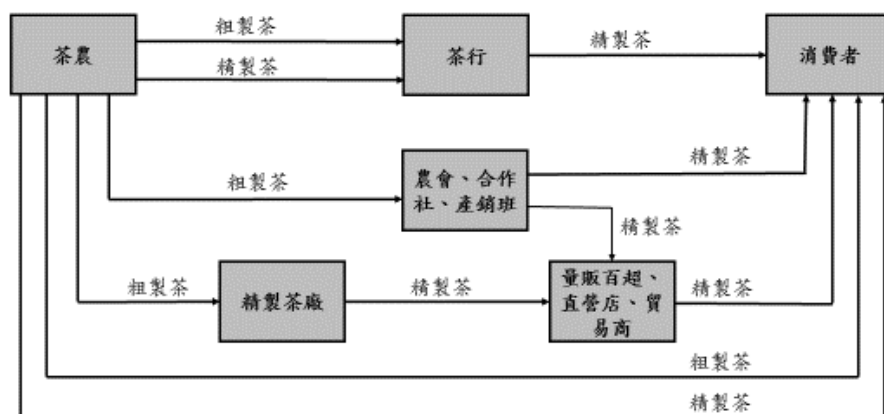 粗製茶
茶農
茶行
精製茶
消費者
精製茶
粗製茶
農會、合作
社、產銷班
精製茶
精製茶
粗製茶
精製茶廠
精製茶
量販百超、
直營店、貿
易商
精製茶
粗製茶
精製茶